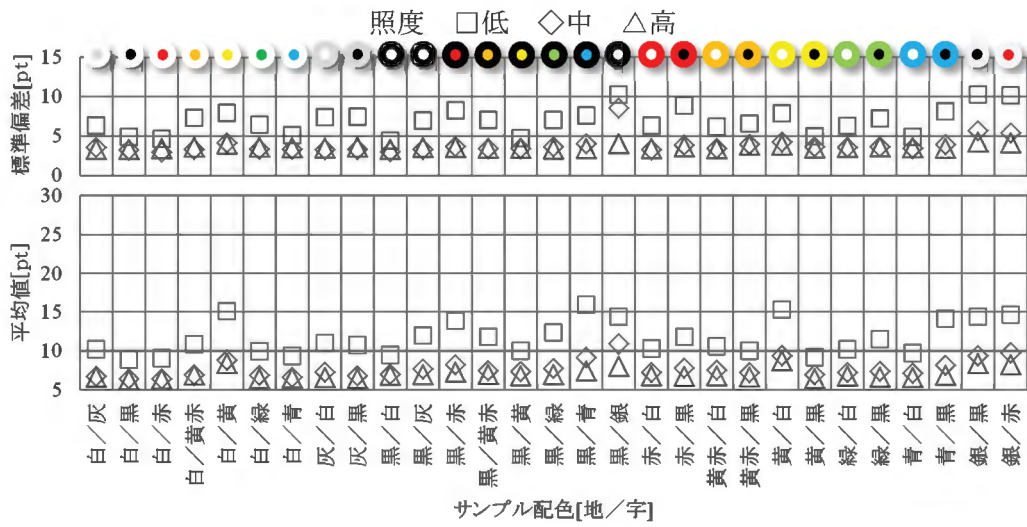 照度 □低 ◇中 △高
標準偏差[pt]
15
10
5
0
平均値[pt]
30
25
20
15
10
5
白／灰
白／黒
白／赤
白／黄赤
白／黄
白／緑
白／青
灰／白
灰／黒
黒／白
黒／灰
黒／赤
黒／黄赤
黒／黄
黒／緑
黒／青
黒／銀
赤／白
赤／黒
黄赤／白
黄赤／黒
黄／白
黄／黒
緑／白
緑／黒
青／白
青／黒
銀／黒
銀／赤
サンプル配色[地／字]